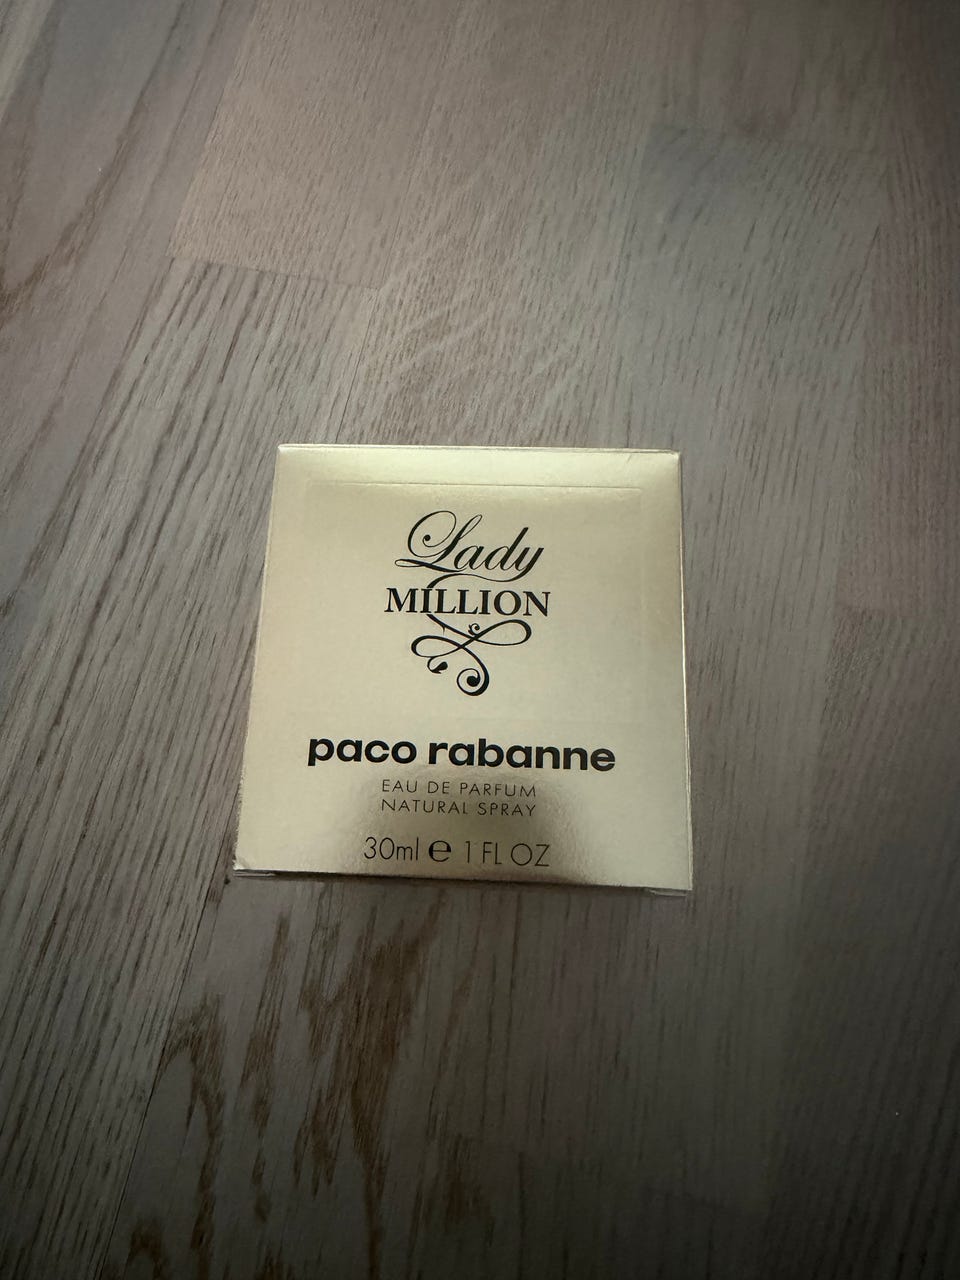 Lady
MILLION
paco rabanne
EAU DE PARFUM
NATURAL SPRAY
30ml ℮ 1 FL OZ